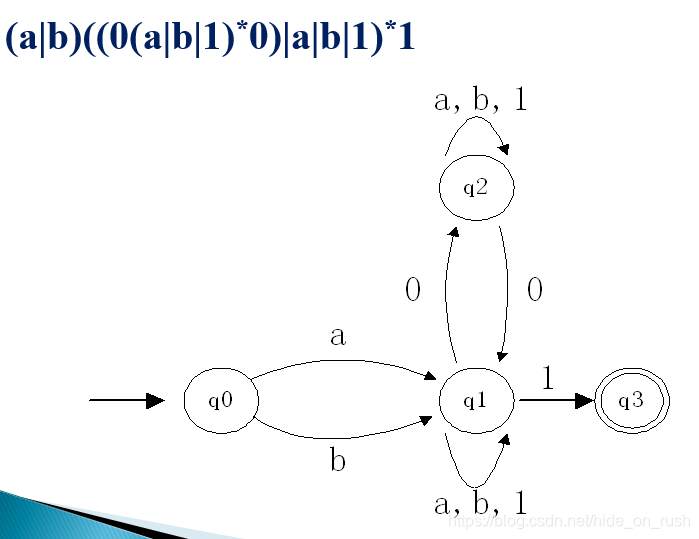 (a|b)((0(a|b|1)*0)|a|b|1)*1
a, b, 1
q2
0
0
a
q0
q1
1
q3
b
a, b, 1
https://blog.csdn.net/hide_on_rush